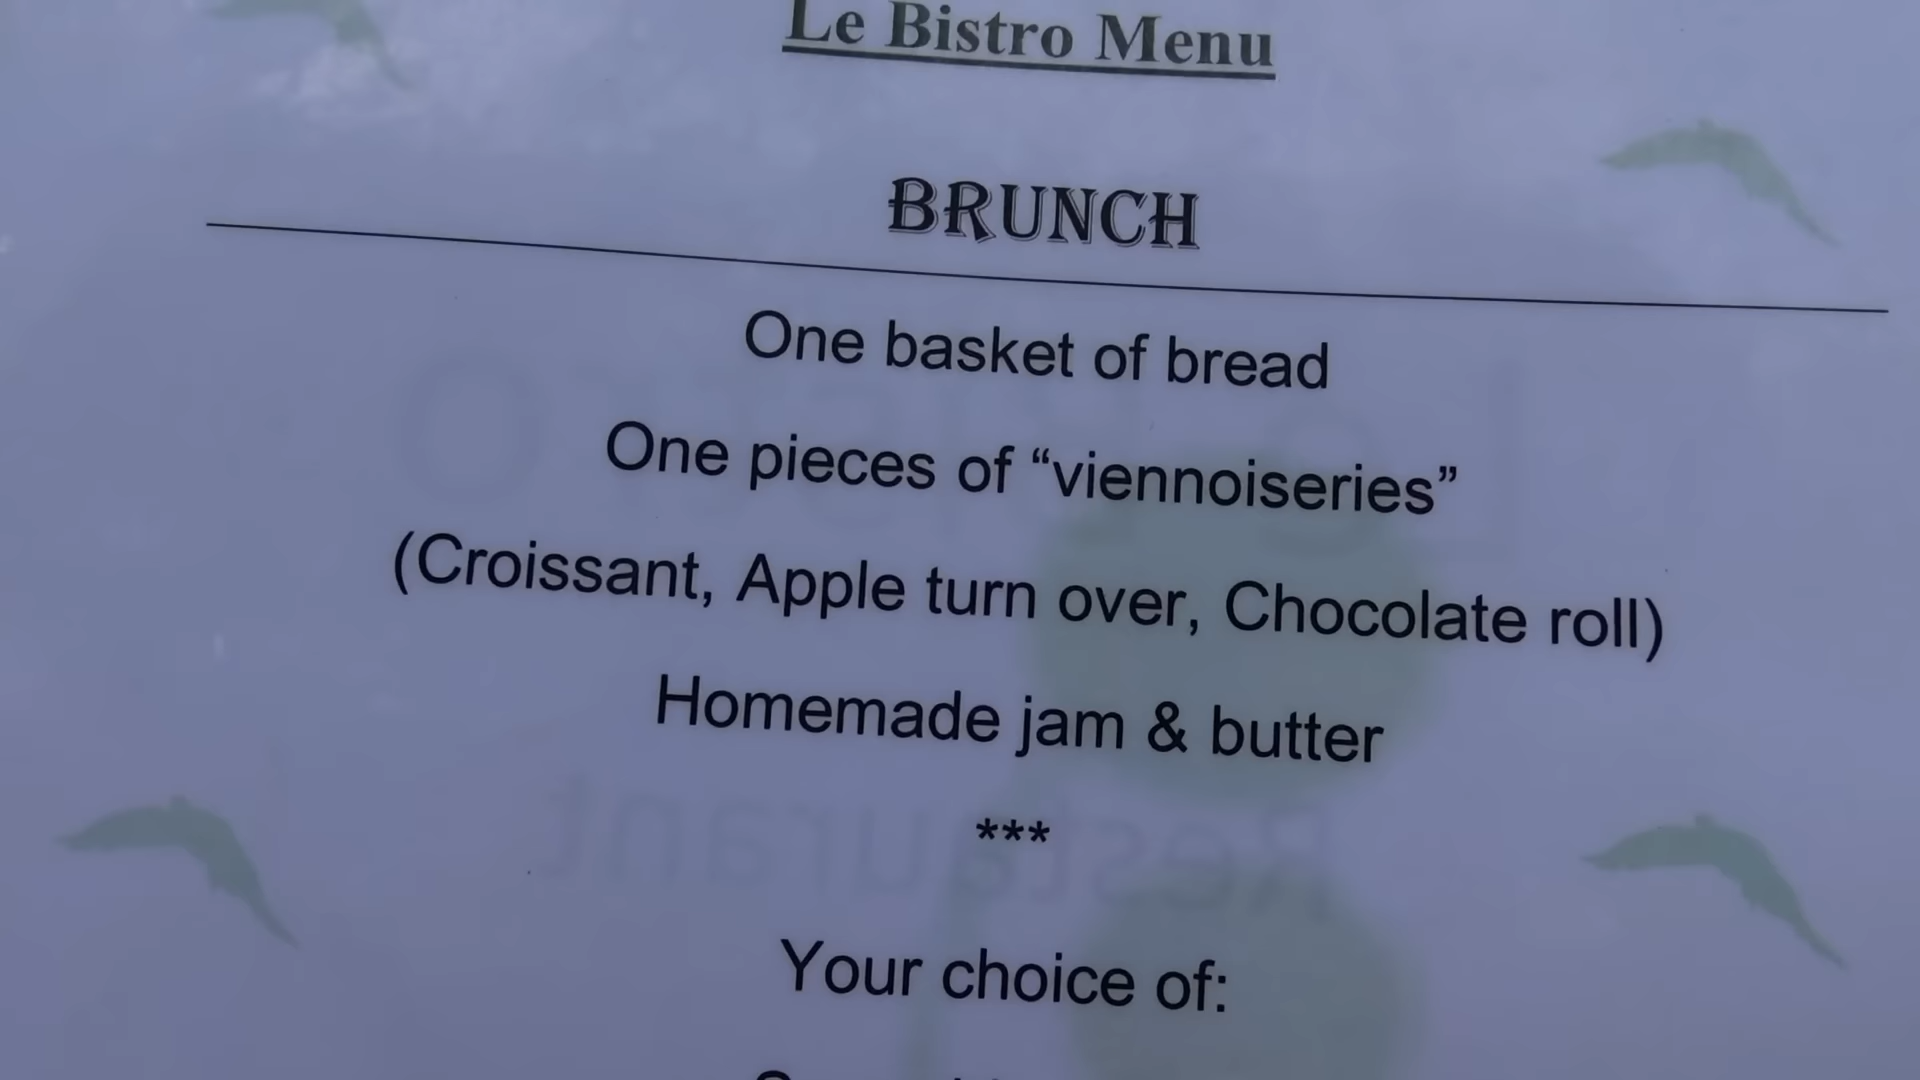 Le Bistro Menu
BRUNCH
One basket of bread
One pieces of “viennoiseries”
(Croissant, Apple turn over, Chocolate roll)
Homemade jam & butter
***
Your choice of: